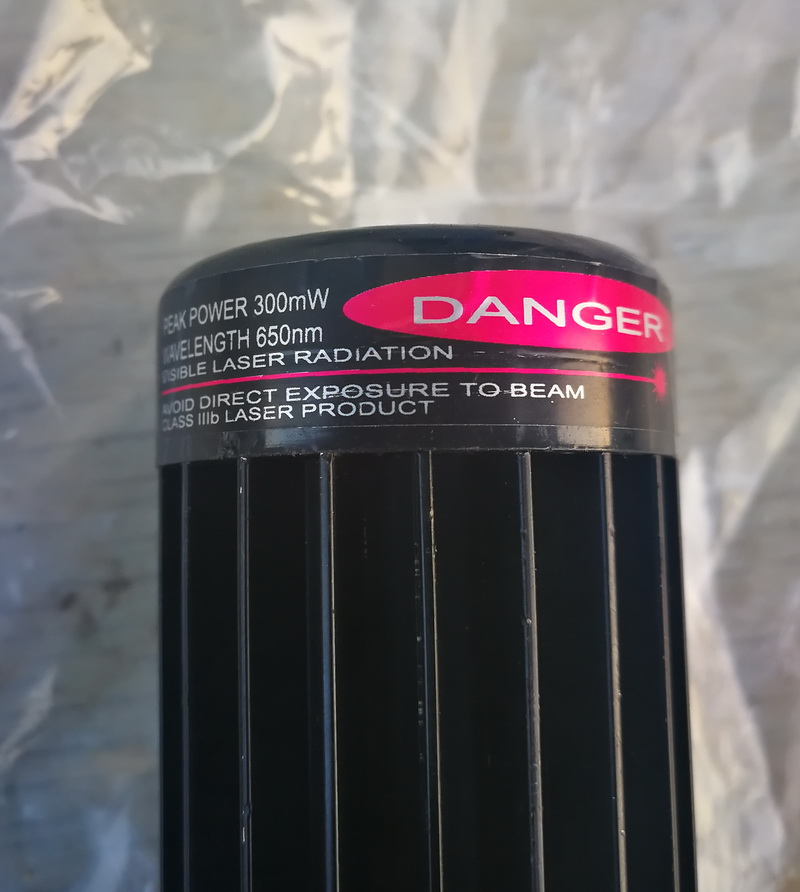 PEAK POWER 300mW
WAVELENGTH 650nm
VISIBLE LASER RADIATION
DANGER
AVOID DIRECT EXPOSURE TO BEAM
CLASS IIIb LASER PRODUCT